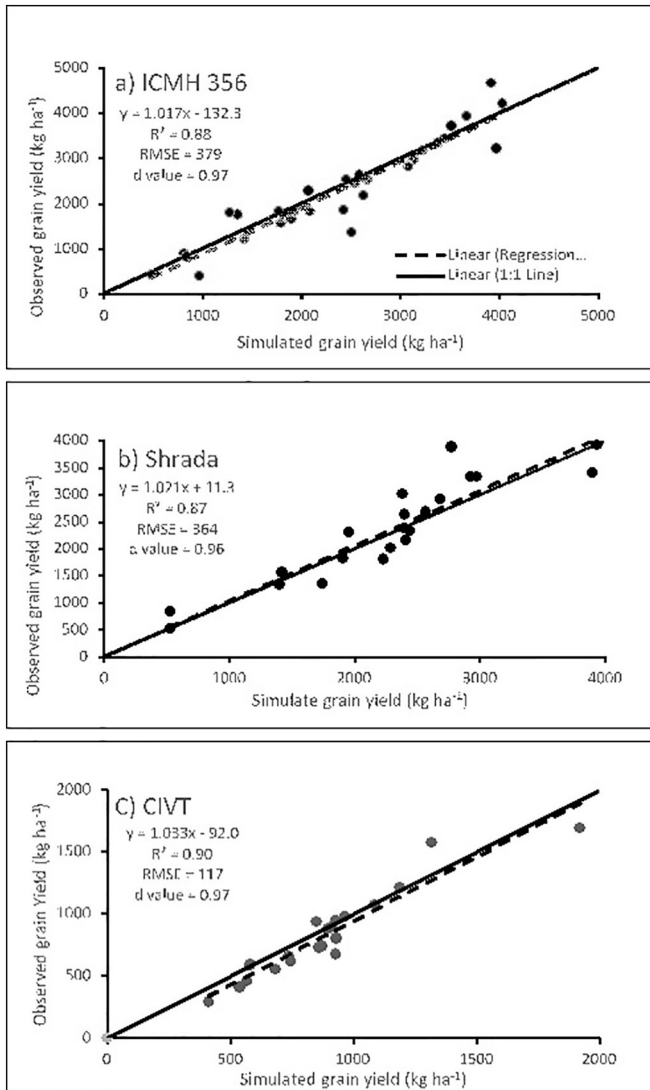 a) ICMH 356
y = 1.017x - 132.3
R² = 0.88
RMSE = 379
d value = 0.97
5000
4000
3000
2000
1000
0
Observed grain yield (kg ha⁻¹)
Linear (Regression...
Linear (1:1 Line)
0 1000 2000 3000 4000 5000
Simulated grain yield (kg ha⁻¹)
b) Shrada
y = 1.021x + 11.3
R² = 0.87
RMSE = 364
d value = 0.96
4000
3500
3000
2500
2000
1500
1000
500
0
Observed grain yield (kg ha⁻¹)
0 1000 2000 3000 4000
Simulate grain yield (kg ha⁻¹)
C) CIVT
y = 1.033x - 92.0
R² = 0.90
RMSE = 117
d value = 0.97
2000
1500
1000
500
0
Observed grain Yield (kg ha⁻¹)
500 1000 1500 2000
Simulated grain yield (kg ha⁻¹)